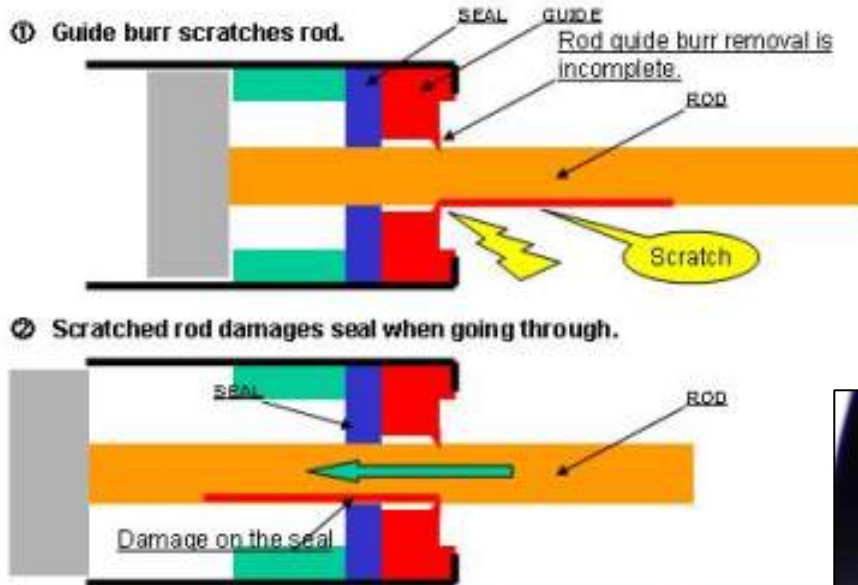 ① Guide burr scratches rod.
SEAL
GUIDE
Rod guide burr removal is
incomplete.
ROD
Scratch
② Scratched rod damages seal when going through.
SEAL
ROD
Damage on the seal